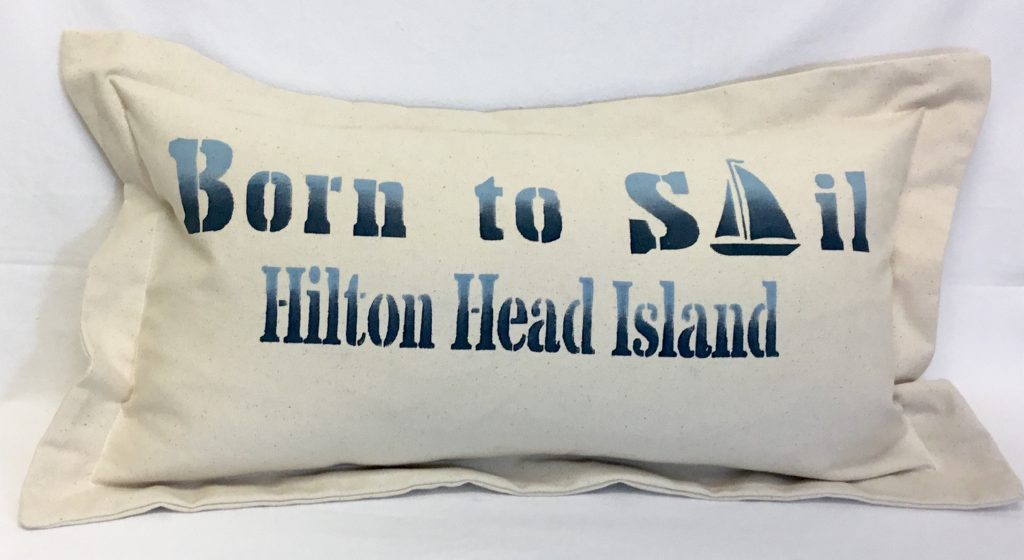 Born to Sail
Hilton Head Island